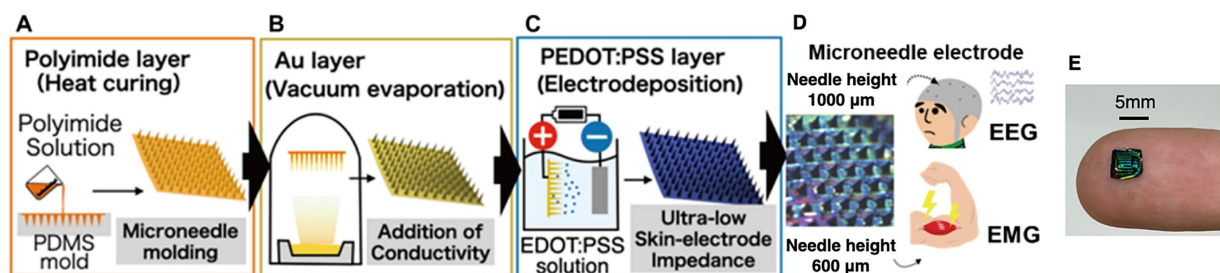 A
Polyimide layer
(Heat curing)
Polyimide
Solution
PDMS
mold
Microneedle
molding
B
Au layer
(Vacuum evaporation)
Addition of
Conductivity
C
PEDOT:PSS layer
(Electrodeposition)
+
−
EDOT:PSS
solution
Ultra-low
Skin-electrode
Impedance
D
Microneedle electrode
Needle height
1000 μm
EEG
EMG
Needle height
600 μm
E
5mm